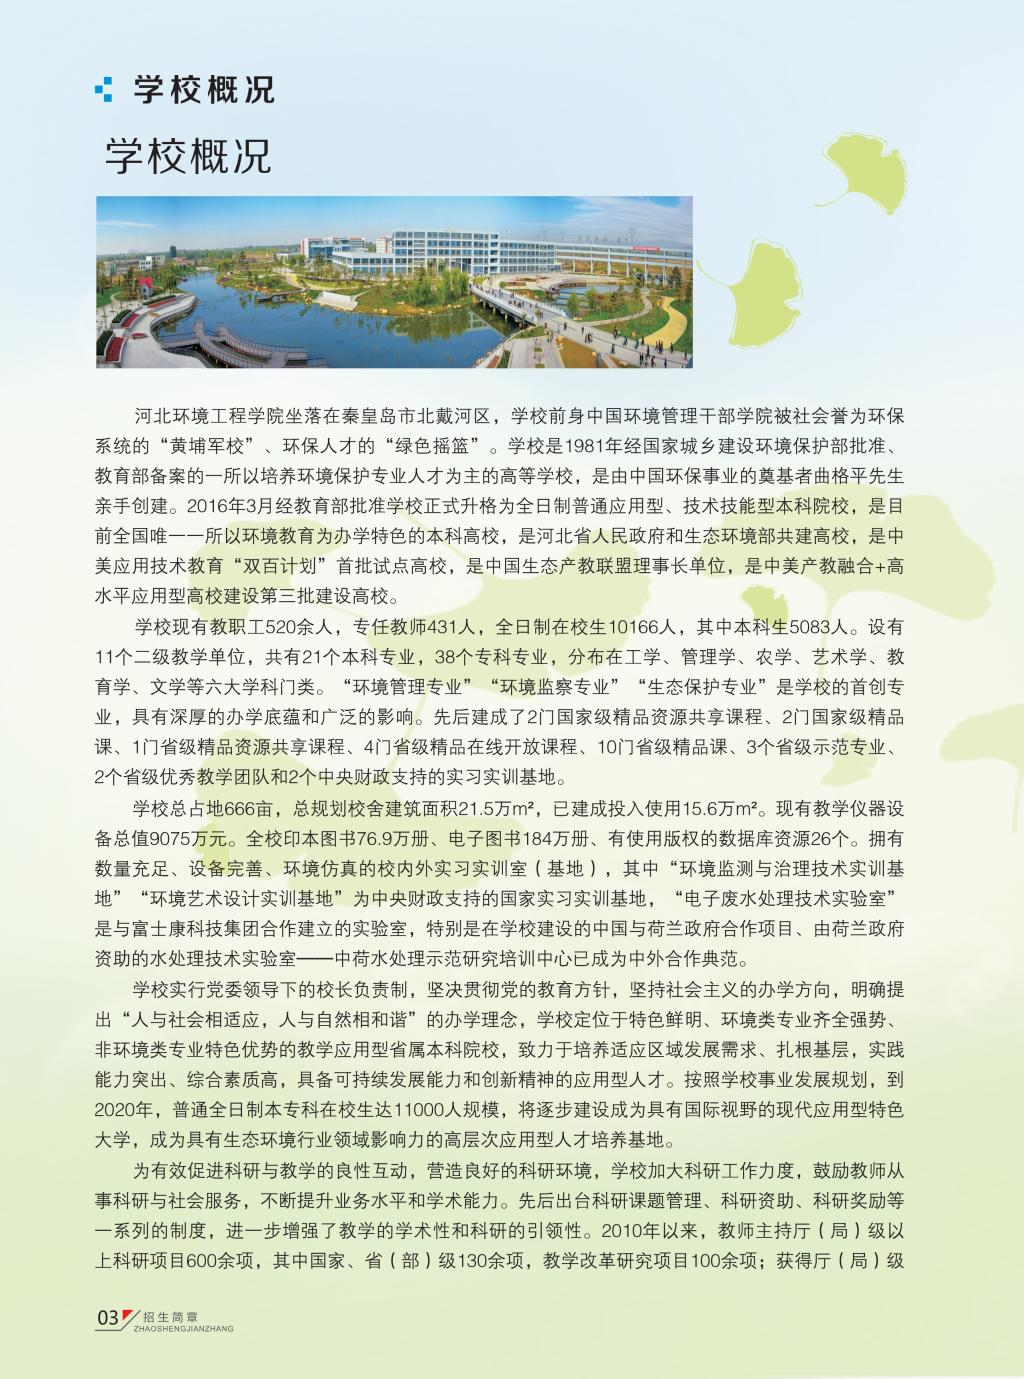 学校概况
学校概况
河北环境工程学院坐落在秦皇岛市北戴河区，学校前身中国环境管理干部学院被社会誉为环保
系统的“黄埔军校”、环保人才的“绿色摇篮”。学校是1981年经国家城乡建设环境保护部批准、
教育部备案的一所以培养环境保护专业人才为主的高等学校，是由中国环保事业的奠基者曲格平先生
亲手创建。2016年3月经教育部批准学校正式升格为全日制普通应用型、技术技能型本科院校，是目
前全国唯一一所以环境教育为办学特色的本科高校，是河北省人民政府和生态环境部共建高校，是中
美应用技术教育“双百计划”首批试点高校，是中国生态产教联盟理事长单位，是中美产教融合+高
水平应用型高校建设第三批建设高校。
学校现有教职工520余人，专任教师431人，全日制在校生10166人，其中本科生5083人。设有
11个二级教学单位，共有21个本科专业，38个专科专业，分布在工学、管理学、农学、艺术学、教
育学、文学等六大学科门类。“环境管理专业”“环境监察专业”“生态保护专业”是学校的首创专
业，具有深厚的办学底蕴和广泛的影响。先后建成了2门国家级精品资源共享课程、2门国家级精品
课、1门省级精品资源共享课程、4门省级精品在线开放课程、10门省级精品课、3个省级示范专业、
2个省级优秀教学团队和2个中央财政支持的实习实训基地。
学校总占地666亩，总规划校舍建筑面积21.5万m²，已建成投入使用15.6万m²。现有教学仪器设
备总值9075万元。全校印本图书76.9万册、电子图书184万册、有使用版权的数据库资源26个。拥有
数量充足、设备完善、环境仿真的校内外实习实训室（基地），其中“环境监测与治理技术实训基
地”“环境艺术设计实训基地”为中央财政支持的国家实习实训基地，“电子废水处理技术实验室”
是与富士康科技集团合作建立的实验室，特别是在学校建设的中国与荷兰政府合作项目、由荷兰政府
资助的水处理技术实验室——中荷水处理示范研究培训中心已成为中外合作典范。
学校实行党委领导下的校长负责制，坚决贯彻党的教育方针，坚持社会主义的办学方向，明确提
出“人与社会相适应，人与自然相和谐”的办学理念，学校定位于特色鲜明、环境类专业齐全强势、
非环境类专业特色优势的教学应用型省属本科院校，致力于培养适应区域发展需求、扎根基层，实践
能力突出、综合素质高，具备可持续发展能力和创新精神的应用型人才。按照学校事业发展规划，到
2020年，普通全日制本专科在校生达11000人规模，将逐步建设成为具有国际视野的现代应用型特色
大学，成为具有生态环境行业领域影响力的高层次应用型人才培养基地。
为有效促进科研与教学的良性互动，营造良好的科研环境，学校加大科研工作力度，鼓励教师从
事科研与社会服务，不断提升业务水平和学术能力。先后出台科研课题管理、科研资助、科研奖励等
一系列的制度，进一步增强了教学的学术性和科研的引领性。2010年以来，教师主持厅（局）级以
上科研项目600余项，其中国家、省（部）级130余项，教学改革研究项目100余项；获得厅（局）级
03 招生简章
ZHAOSHENGJIANZHANG